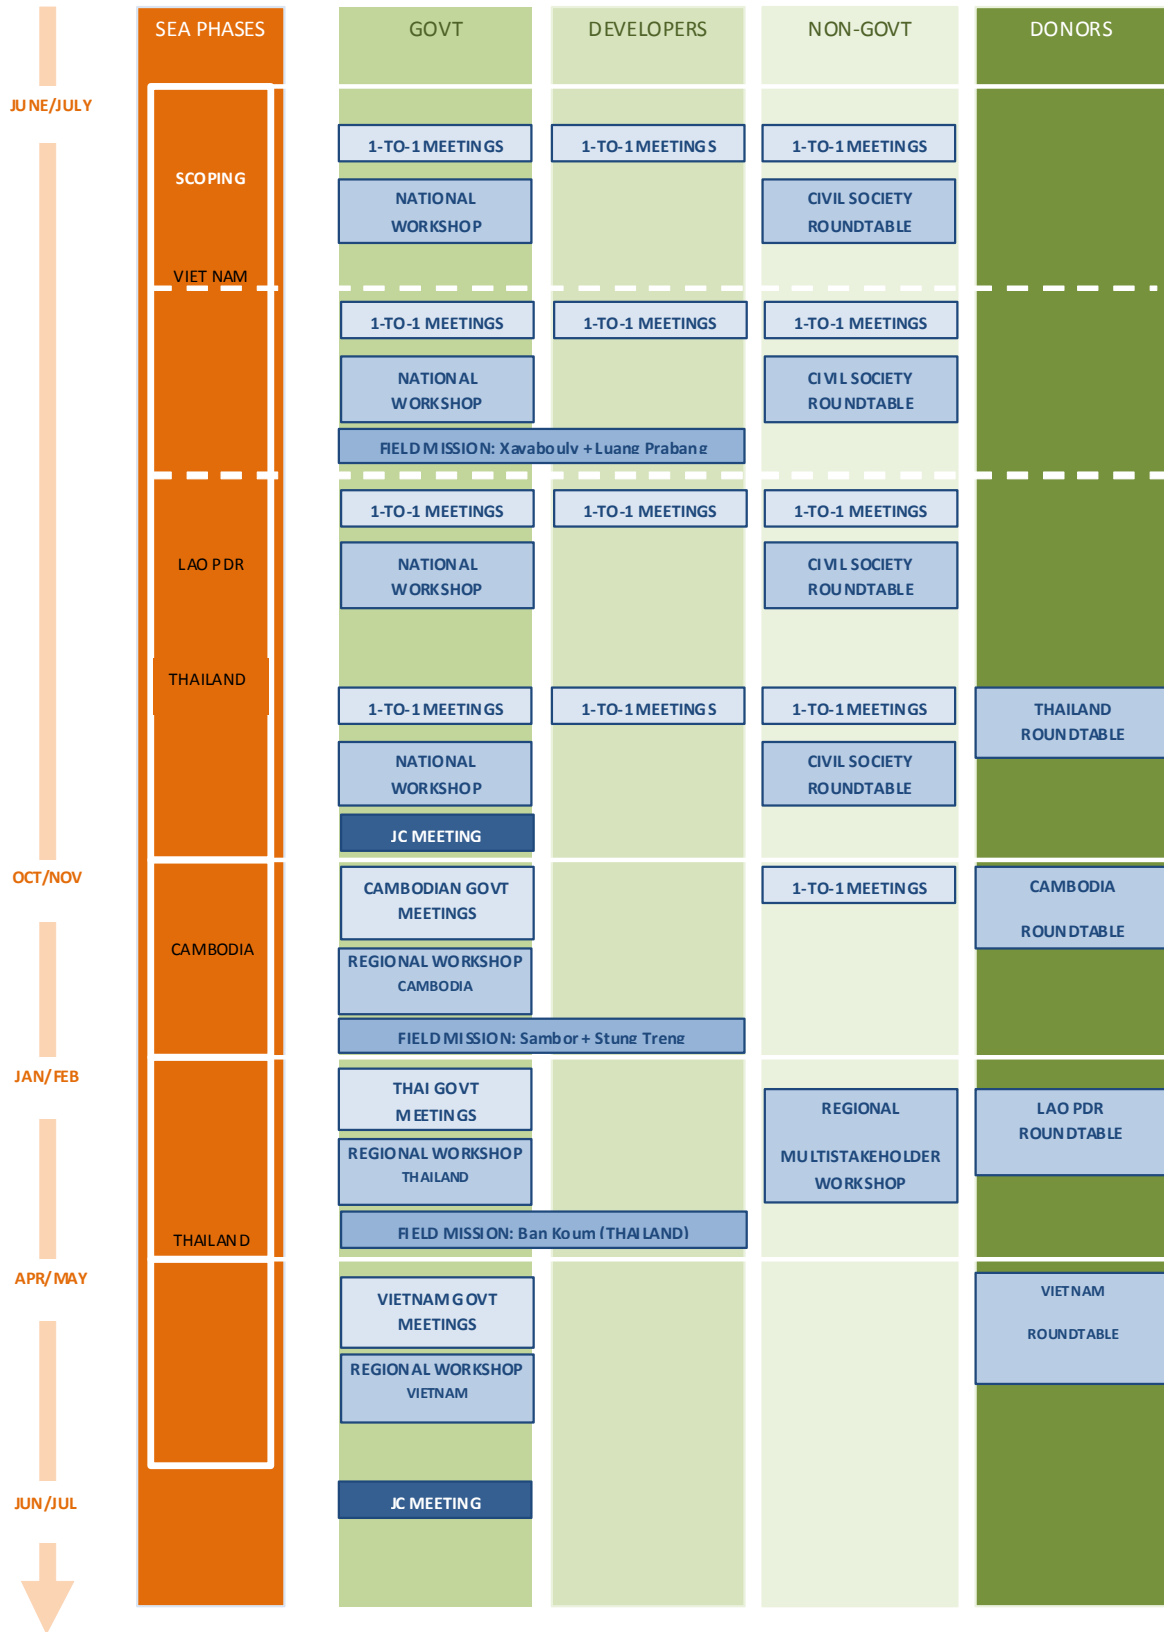 SEA PHASES
GOVT
DEVELOPERS
NON-GOVT
DONORS
JUNE/JULY
1-TO-1 MEETINGS
1-TO-1 MEETINGS
1-TO-1 MEETINGS
SCOPING
NATIONAL
WORKSHOP
CIVIL SOCIETY
ROUNDTABLE
VIET NAM
1-TO-1 MEETINGS
1-TO-1 MEETINGS
1-TO-1 MEETINGS
NATIONAL
WORKSHOP
CIVIL SOCIETY
ROUNDTABLE
FIELD MISSION: Xayabouly + Luang Prabang
1-TO-1 MEETINGS
1-TO-1 MEETINGS
1-TO-1 MEETINGS
LAO PDR
NATIONAL
WORKSHOP
CIVIL SOCIETY
ROUNDTABLE
THAILAND
1-TO-1 MEETINGS
1-TO-1 MEETINGS
1-TO-1 MEETINGS
THAILAND
ROUNDTABLE
NATIONAL
WORKSHOP
CIVIL SOCIETY
ROUNDTABLE
JC MEETING
OCT/NOV
CAMBODIAN GOVT
MEETINGS
1-TO-1 MEETINGS
CAMBODIA
ROUNDTABLE
CAMBODIA
REGIONAL WORKSHOP
CAMBODIA
FIELD MISSION: Sambor + Stung Treng
JAN/FEB
THAI GOVT
MEETINGS
REGIONAL
MULTISTAKEHOLDER
WORKSHOP
LAO PDR
ROUNDTABLE
REGIONAL WORKSHOP
THAILAND
FIELD MISSION: Ban Koum (THAILAND)
THAILAND
APR/MAY
VIETNAM GOVT
MEETINGS
VIETNAM
ROUNDTABLE
REGIONAL WORKSHOP
VIETNAM
JUN/JUL
JC MEETING